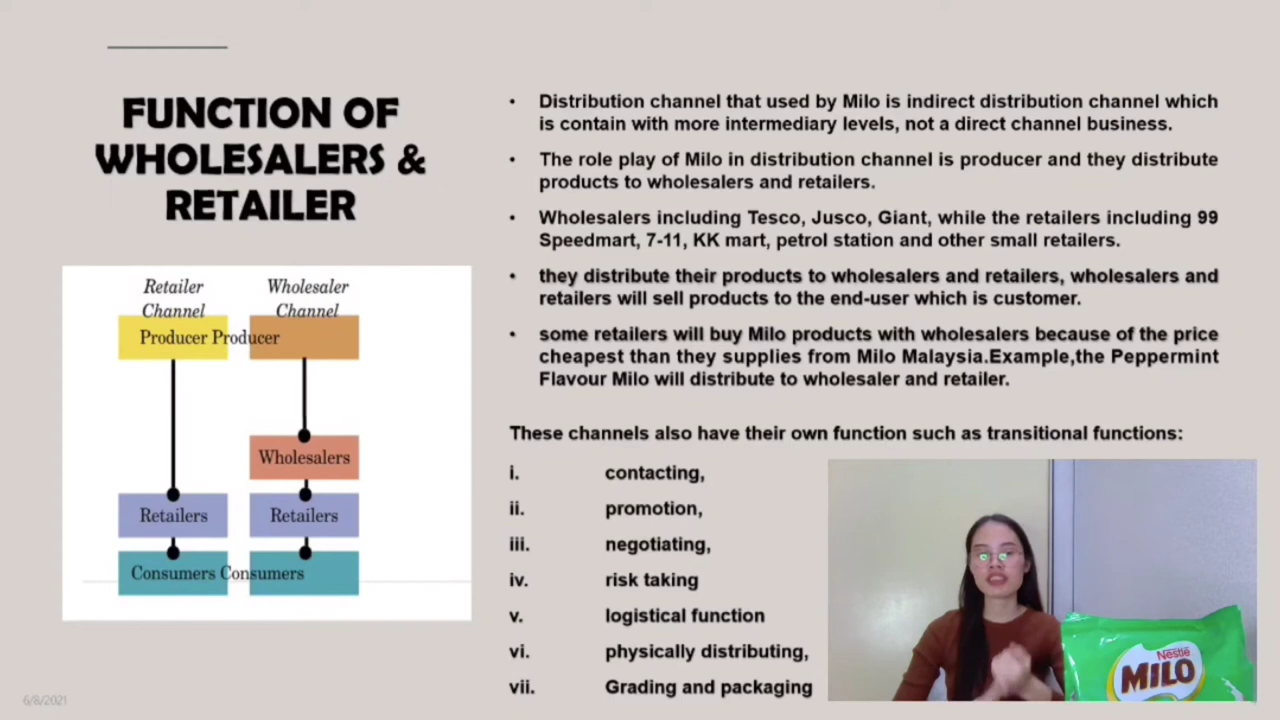 FUNCTION OF
WHOLESALERS &
RETAILER
Retailer
Channel
Wholesaler
Channel
Producer Producer
Wholesalers
Retailers
Retailers
Consumers Consumers
• Distribution channel that used by Milo is indirect distribution channel which
is contain with more intermediary levels, not a direct channel business.
• The role play of Milo in distribution channel is producer and they distribute
products to wholesalers and retailers.
• Wholesalers including Tesco, Jusco, Giant, while the retailers including 99
Speedmart, 7-11, KK mart, petrol station and other small retailers.
• they distribute their products to wholesalers and retailers, wholesalers and
retailers will sell products to the end-user which is customer.
• some retailers will buy Milo products with wholesalers because of the price
cheapest than they supplies from Milo Malaysia.Example,the Peppermint
Flavour Milo will distribute to wholesaler and retailer.
These channels also have their own function such as transitional functions:
i. contacting,
ii. promotion,
iii. negotiating,
iv. risk taking
v. logistical function
vi. physically distributing,
vii. Grading and packaging
Nestlé
MILO
6/8/2021